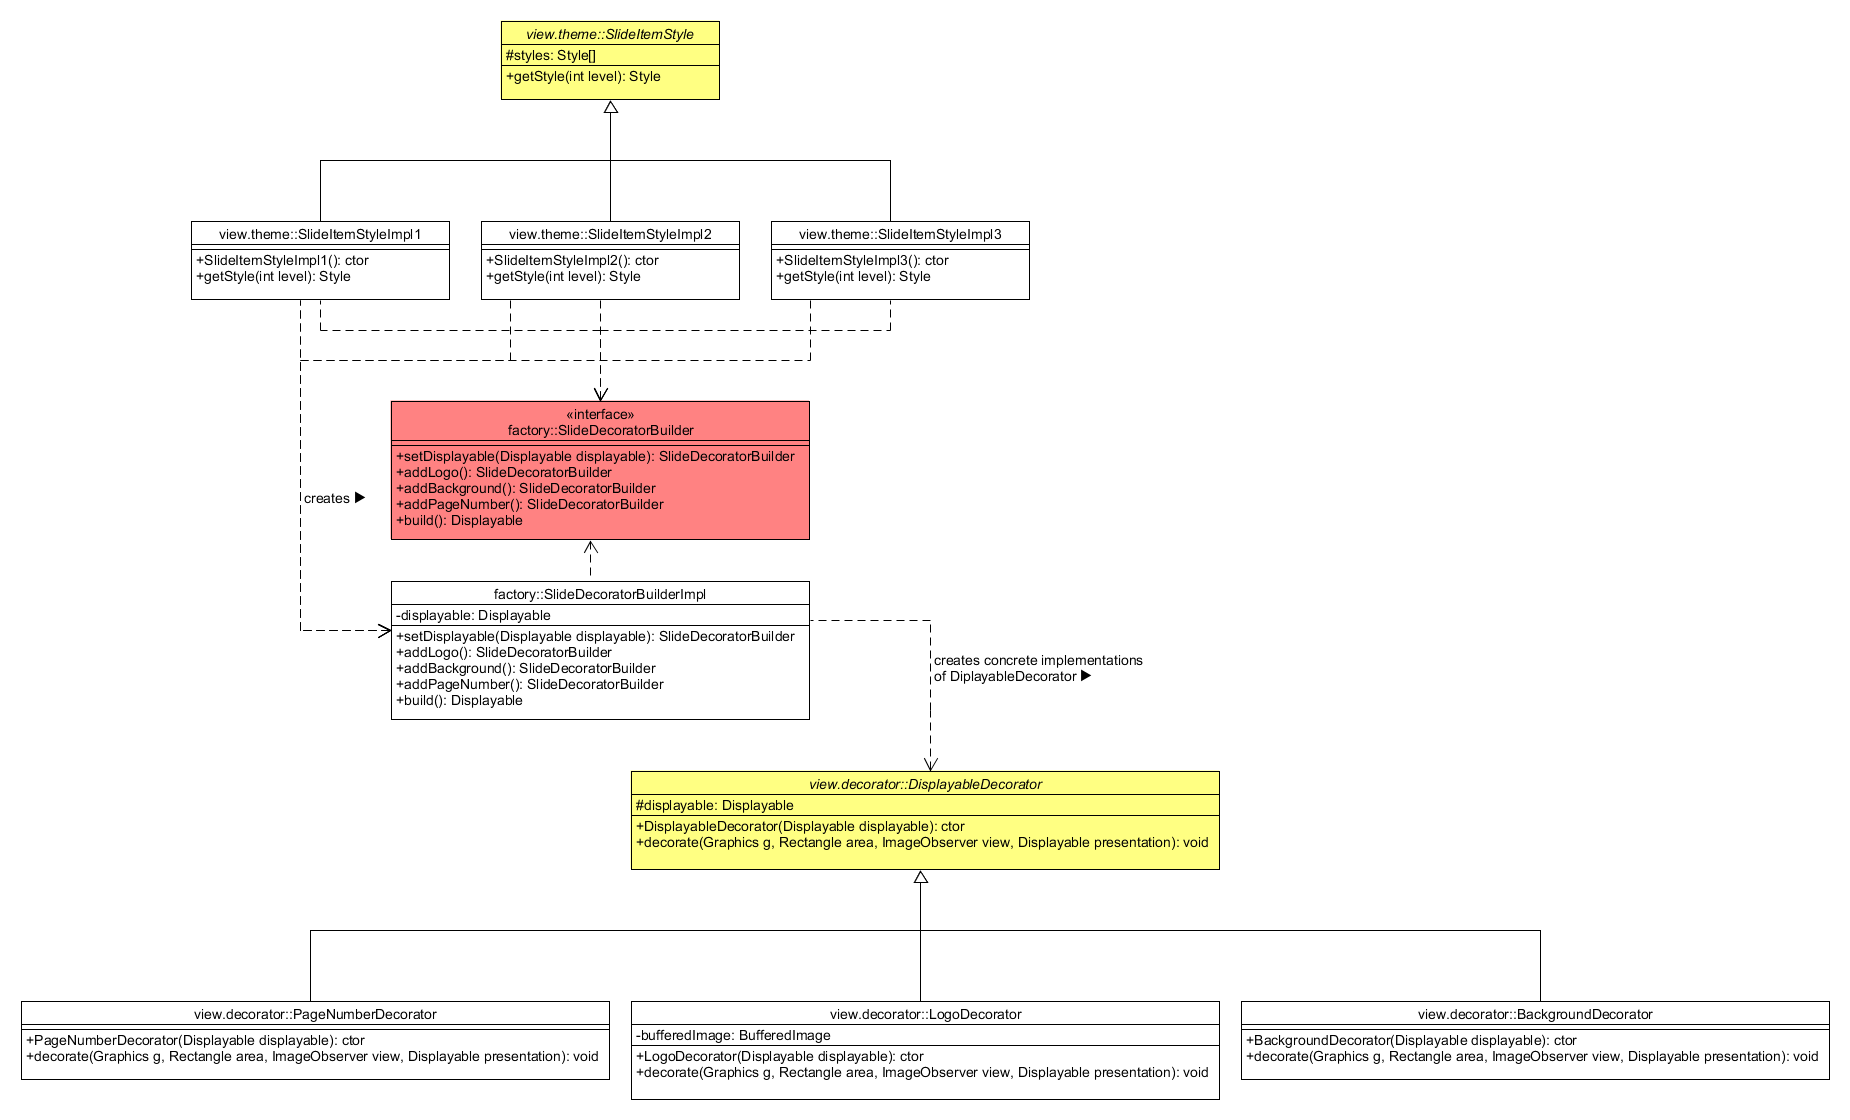 view.theme::SlideItemStyle
#styles: Style[]
+getStyle(int level): Style
view.theme::SlideItemStyleImpl1
+SlideItemStyleImpl1(): ctor
+getStyle(int level): Style
view.theme::SlideItemStyleImpl2
+SlideItemStyleImpl2(): ctor
+getStyle(int level): Style
view.theme::SlideItemStyleImpl3
+SlideItemStyleImpl3(): ctor
+getStyle(int level): Style
«interface»
factory::SlideDecoratorBuilder
+setDisplayable(Displayable displayable): SlideDecoratorBuilder
+addLogo(): SlideDecoratorBuilder
+addBackground(): SlideDecoratorBuilder
+addPageNumber(): SlideDecoratorBuilder
+build(): Displayable
creates ▶
factory::SlideDecoratorBuilderImpl
-displayable: Displayable
+setDisplayable(Displayable displayable): SlideDecoratorBuilder
+addLogo(): SlideDecoratorBuilder
+addBackground(): SlideDecoratorBuilder
+addPageNumber(): SlideDecoratorBuilder
+build(): Displayable
creates concrete implementations
of DiplayableDecorator ▶
view.decorator::DisplayableDecorator
#displayable: Displayable
+DisplayableDecorator(Displayable displayable): ctor
+decorate(Graphics g, Rectangle area, ImageObserver view, Displayable presentation): void
view.decorator::PageNumberDecorator
+PageNumberDecorator(Displayable displayable): ctor
+decorate(Graphics g, Rectangle area, ImageObserver view, Displayable presentation): void
view.decorator::LogoDecorator
-bufferedImage: BufferedImage
+LogoDecorator(Displayable displayable): ctor
+decorate(Graphics g, Rectangle area, ImageObserver view, Displayable presentation): void
view.decorator::BackgroundDecorator
+BackgroundDecorator(Displayable displayable): ctor
+decorate(Graphics g, Rectangle area, ImageObserver view, Displayable presentation): void